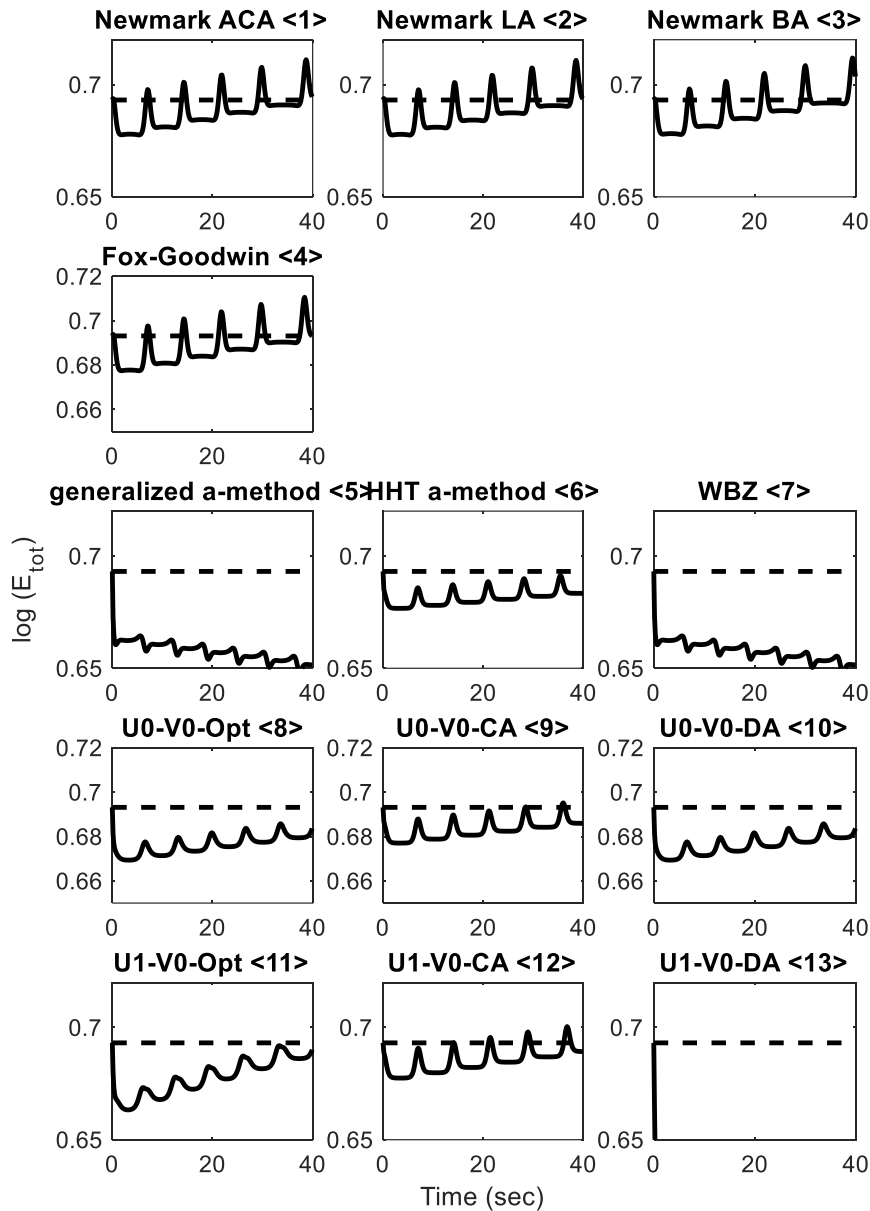 Newmark ACA <1> Newmark LA <2> Newmark BA <3>
0.7 0.7 0.7
0.65 0.65 0.65
0 20 40 0 20 40 0 20 40
Fox-Goodwin <4>
0.72
0.7
0.68
0.66
0 20 40
generalized a-method <5> HHT a-method <6> WBZ <7>
0.7 0.7 0.7
log (E_tot)
0.65 0.65 0.65
0 20 40 0 20 40 0 20 40
U0-V0-Opt <8> U0-V0-CA <9> U0-V0-DA <10>
0.72 0.72 0.72
0.7 0.7 0.7
0.68 0.68 0.68
0.66 0.66 0.66
0 20 40 0 20 40 0 20 40
U1-V0-Opt <11> U1-V0-CA <12> U1-V0-DA <13>
0.7 0.7 0.7
0.65 0.65 0.65
0 20 40 0 20 40 0 20 40
Time (sec)